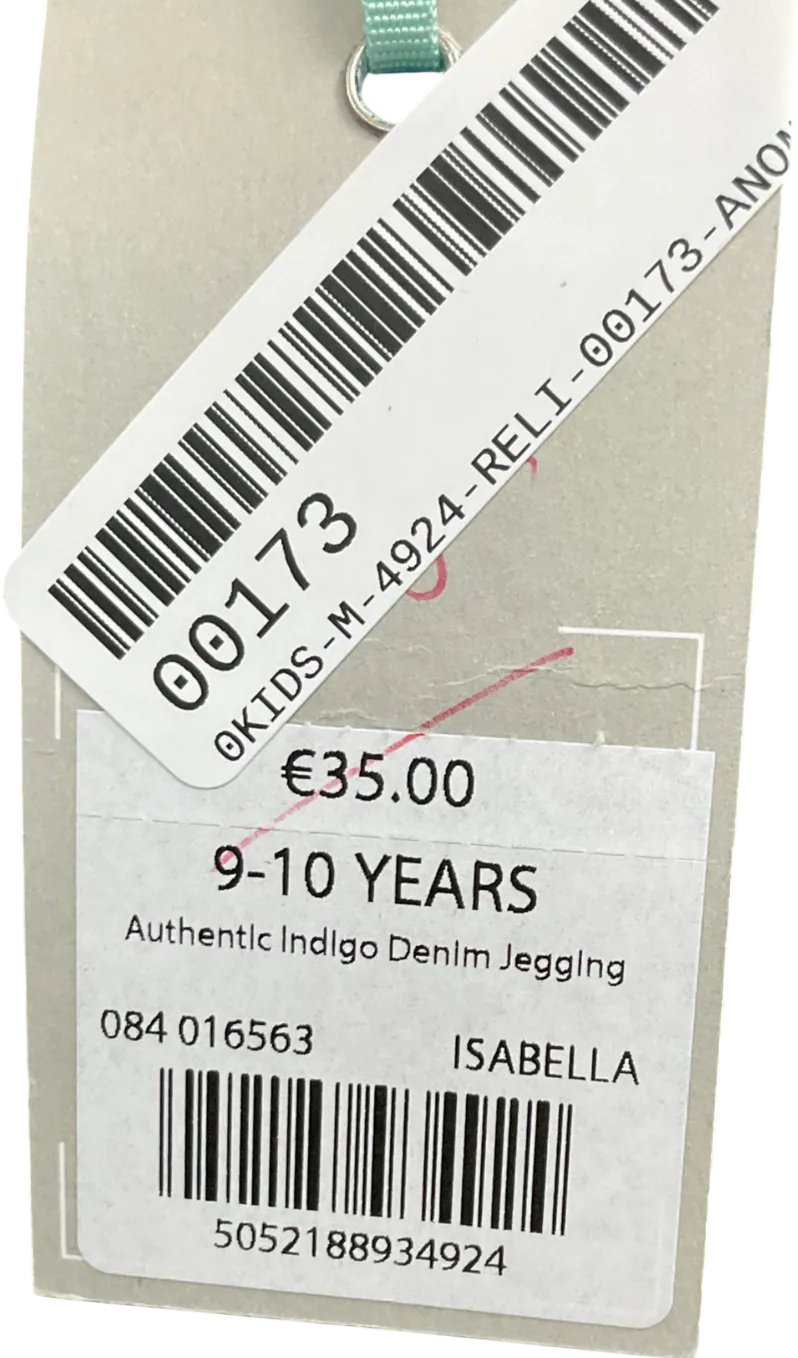 00173
0KIDS-M-4924-RELI-00173-ANON
€35.00
9-10 YEARS
Authentic Indigo Denim Jegging
084 016563 ISABELLA
5052188934924